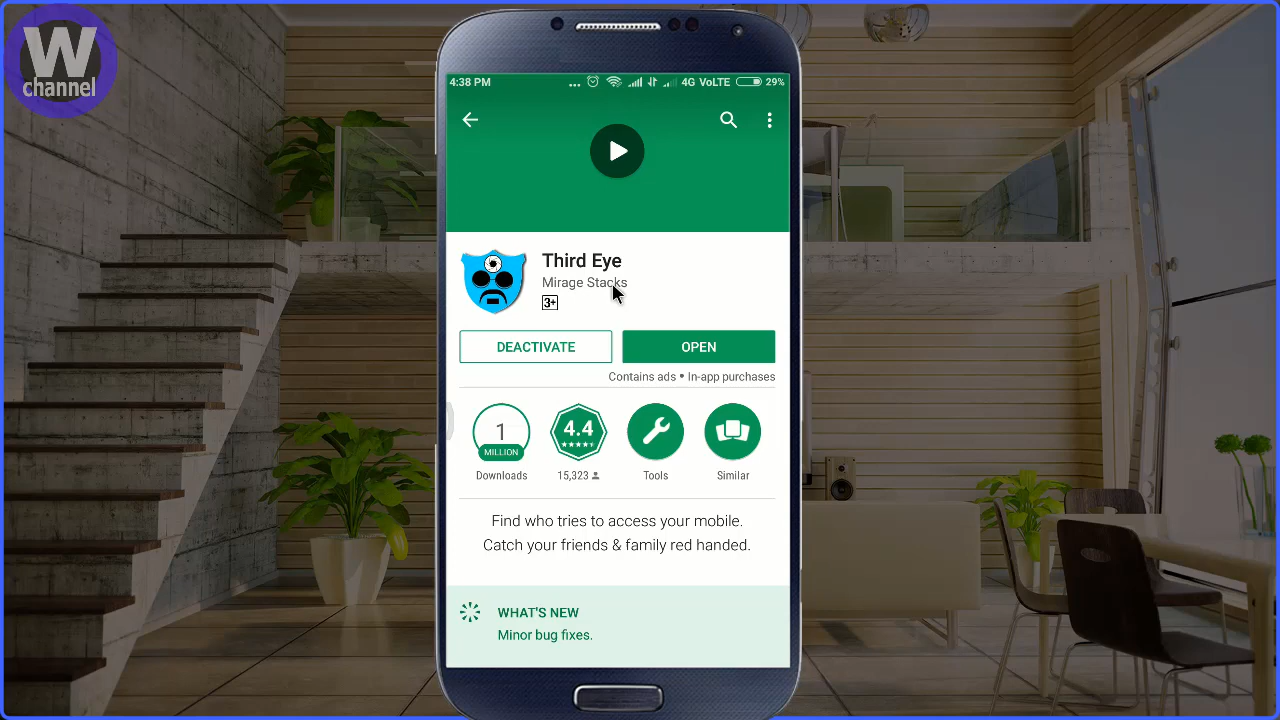 W
channel
4:38 PM
4G VoLTE
29%
Third Eye
Mirage Stacks
3+
DEACTIVATE
OPEN
Contains ads • In-app purchases
1
MILLION
4.4
Downloads
15,323
Tools
Similar
Find who tries to access your mobile.
Catch your friends & family red handed.
WHAT'S NEW
Minor bug fixes.